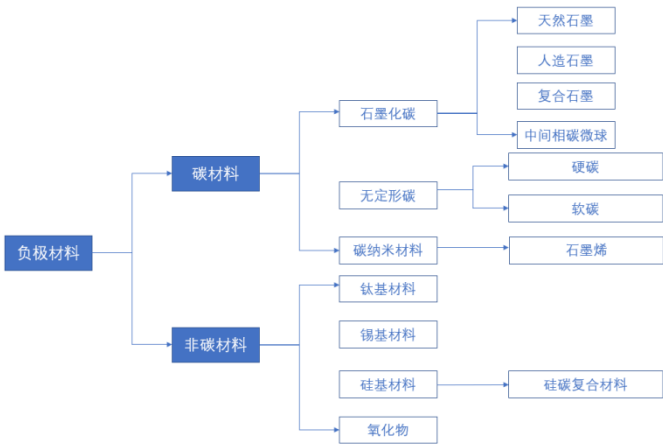 天然石墨
人造石墨
复合石墨
石墨化碳
中间相碳微球
碳材料
硬碳
无定形碳
软碳
负极材料
碳纳米材料
石墨烯
钛基材料
非碳材料
锡基材料
硅基材料
硅碳复合材料
氧化物